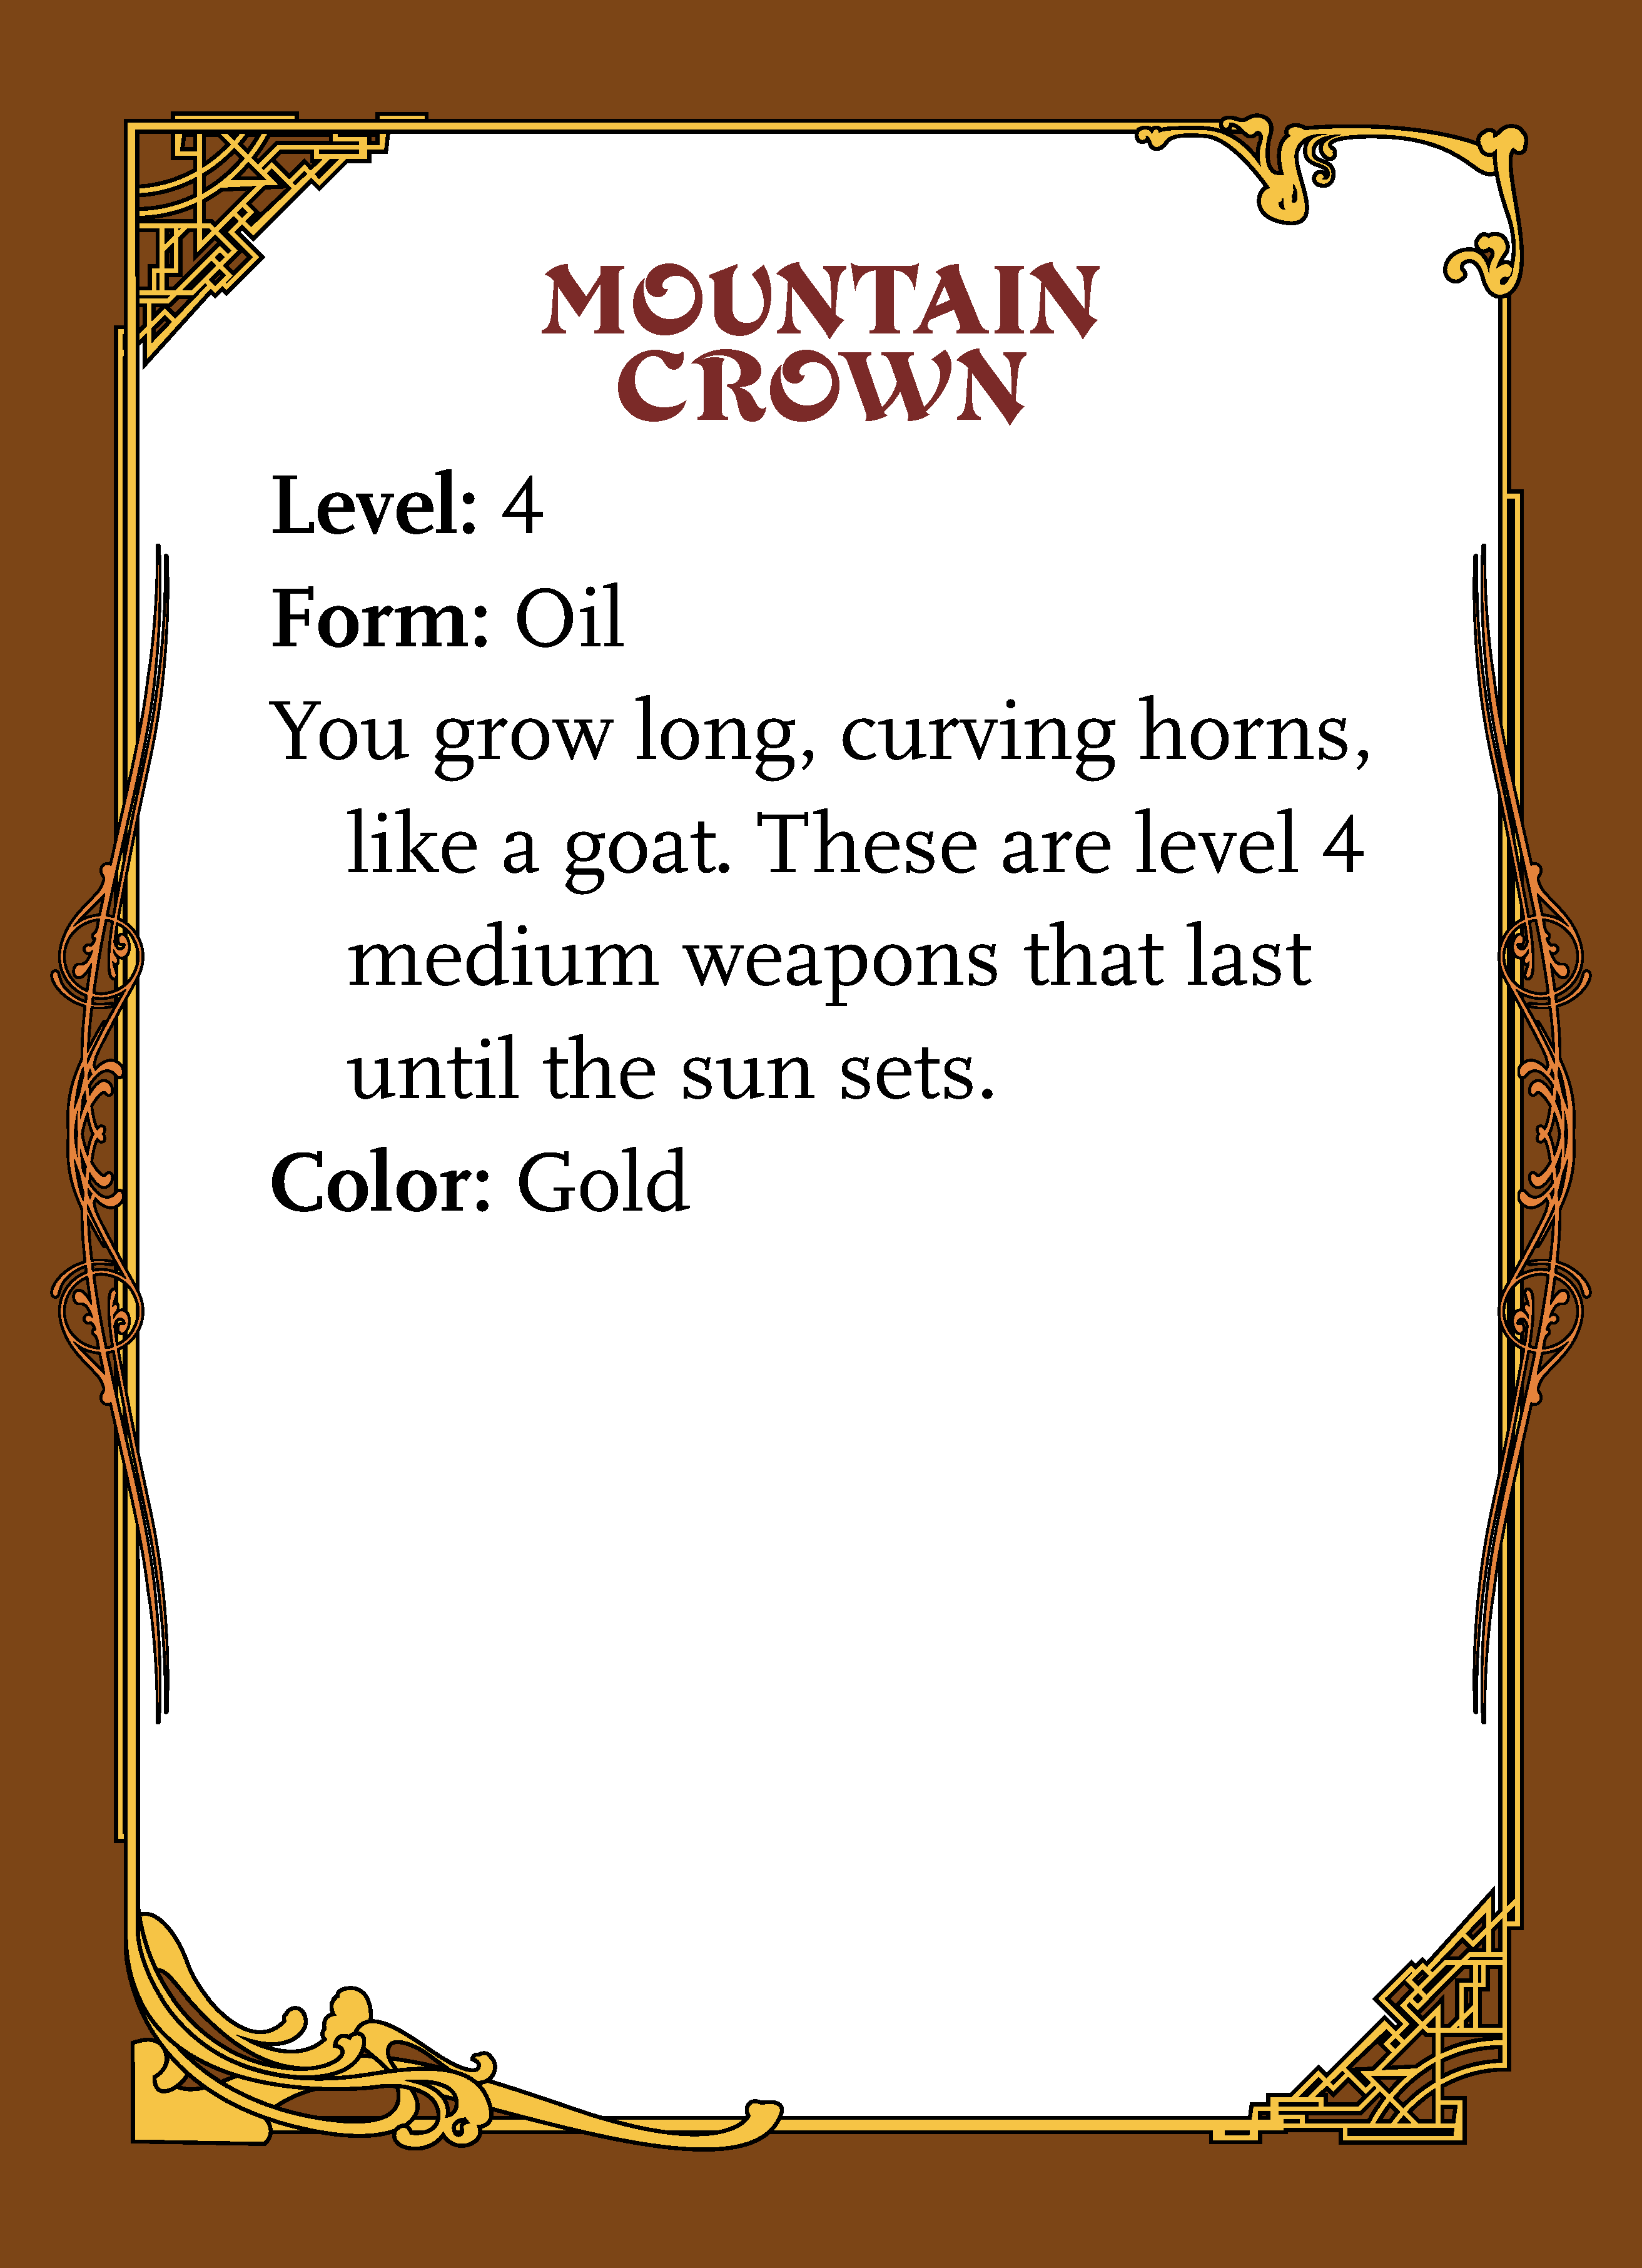 MOUNTAIN
CROWN
Level: 4
Form: Oil
You grow long, curving horns,
like a goat. These are level 4
medium weapons that last
until the sun sets.
Color: Gold